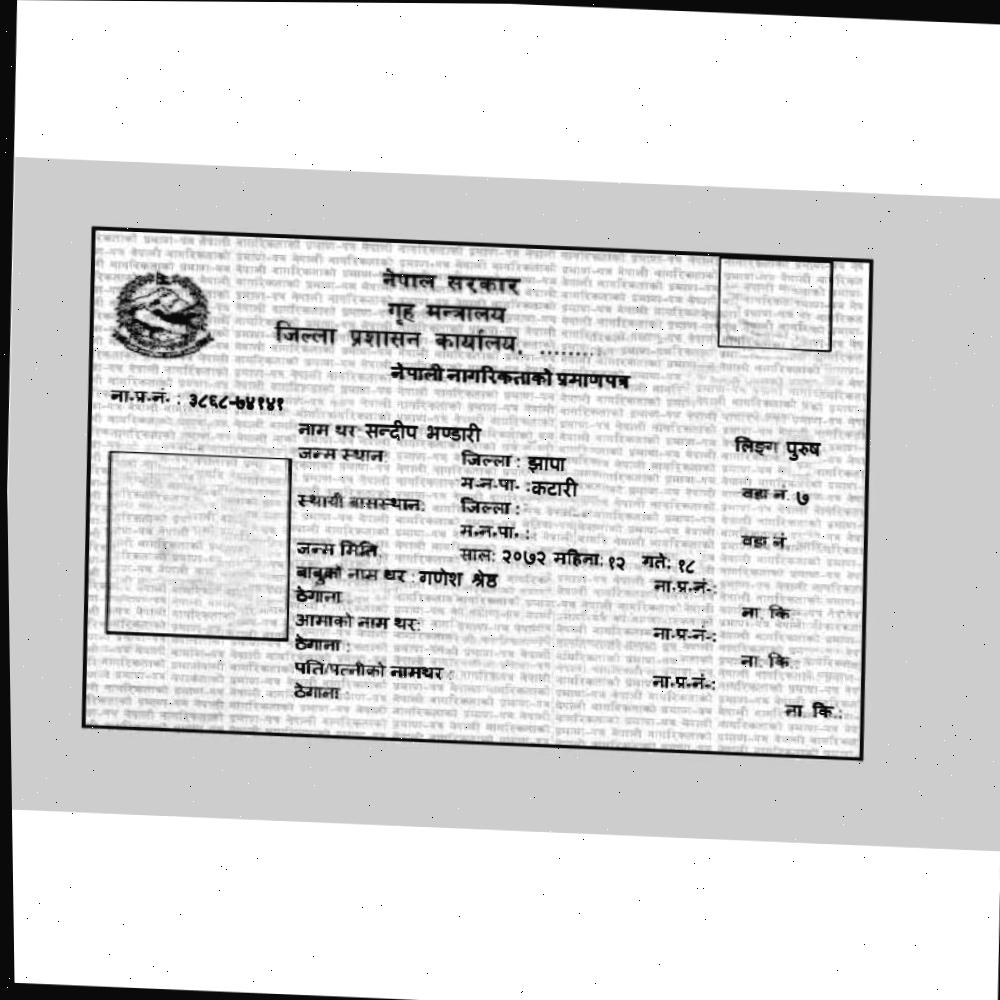 नेपाल सरकार
गृह मन्त्रालय
जिल्ला प्रशासन कार्यालय, ........
नेपाली नागरिकताको प्रमाणपत्र
ना.प्र.नं. : ३८६८-७४१४१
नाम थर सन्दीप भण्डारी लिङ्ग पुरुष
जन्म स्थान जिल्ला : झापा
म.न.पा. :कटारी वडा नं. ७
स्थायी बासस्थान: जिल्ला :
म.न.पा. : वडा नं
जन्म मिति साल: २०७२ महिना: १२ गते: १८
बाबुको नाम थर : गणेश श्रेष्ठ ना.प्र.नं.:
ठेगाना ना. कि
आमाको नाम थर: ना.प्र.नं.:
ठेगाना : ना. कि.
पति/पत्नीको नामथर : ना.प्र.नं.:
ठेगाना : ना. कि.: